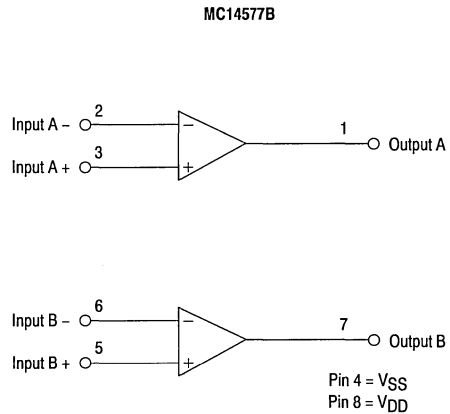 MC14577B
2
Input A –
−
1
Output A
3
Input A +
+
6
Input B –
−
7
Output B
5
Input B +
+
Pin 4 = VSS
Pin 8 = VDD